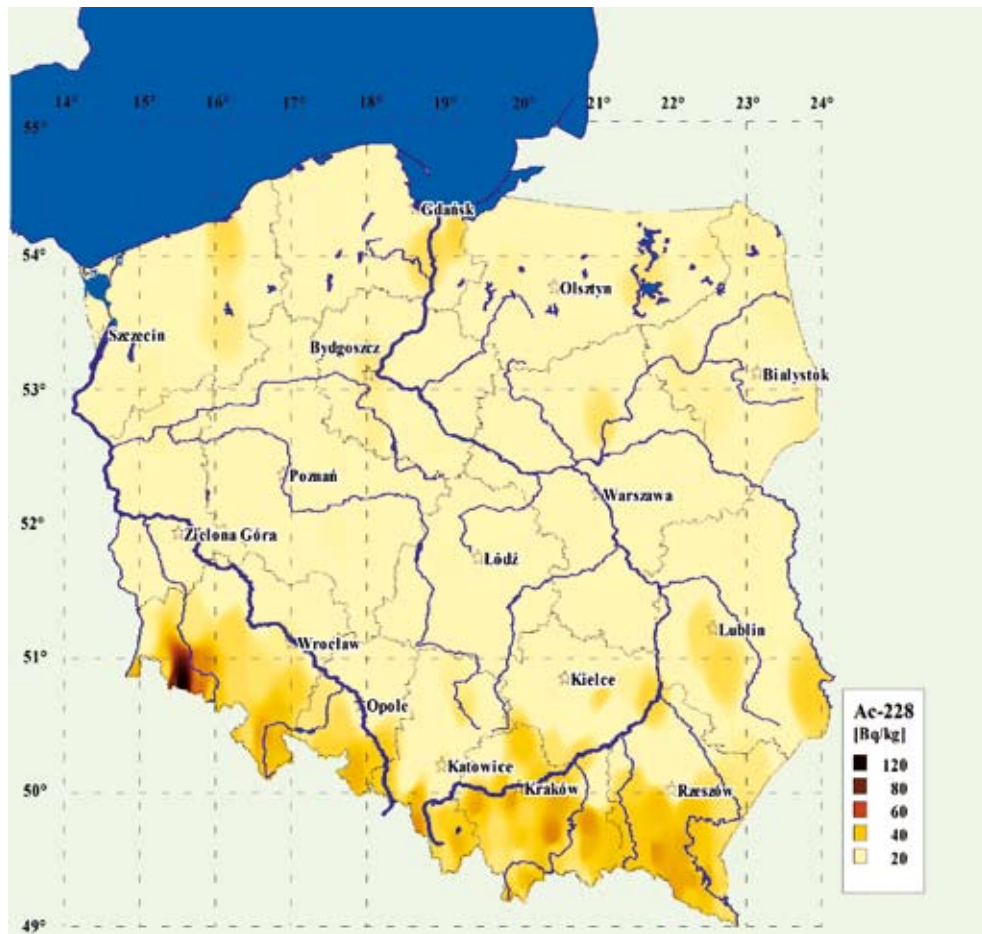 14° 15° 16° 17° 18° 19° 20° 21° 22° 23° 24°
55°
Gdańsk
54°
Olsztyn
Szczecin
Bydgoszcz
Białystok
53°
Poznań
Warszawa
52°
Zielona Góra
Łódź
Lublin
Wrocław
51°
Kielce
Opole
Ac-228
[Bq/kg]
120
80
60
40
20
Katowice
50°
Kraków
Rzeszów
49°